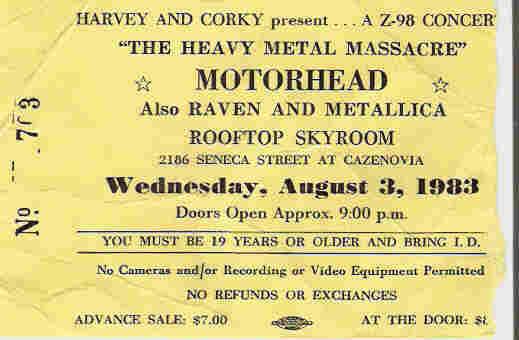 HARVEY AND CORKY present . . . A Z-98 CONCER
"THE HEAVY METAL MASSACRE"
☆ MOTORHEAD ☆
Also RAVEN AND METALLICA
ROOFTOP SKYROOM
2186 SENECA STREET AT CAZENOVIA
Wednesday, August 3, 1983
Doors Open Approx. 9:00 p.m.
YOU MUST BE 19 YEARS OR OLDER AND BRING I.D.
No Cameras and/or Recording or Video Equipment Permitted
NO REFUNDS OR EXCHANGES
ADVANCE SALE: $7.00 AT THE DOOR: $
No 703